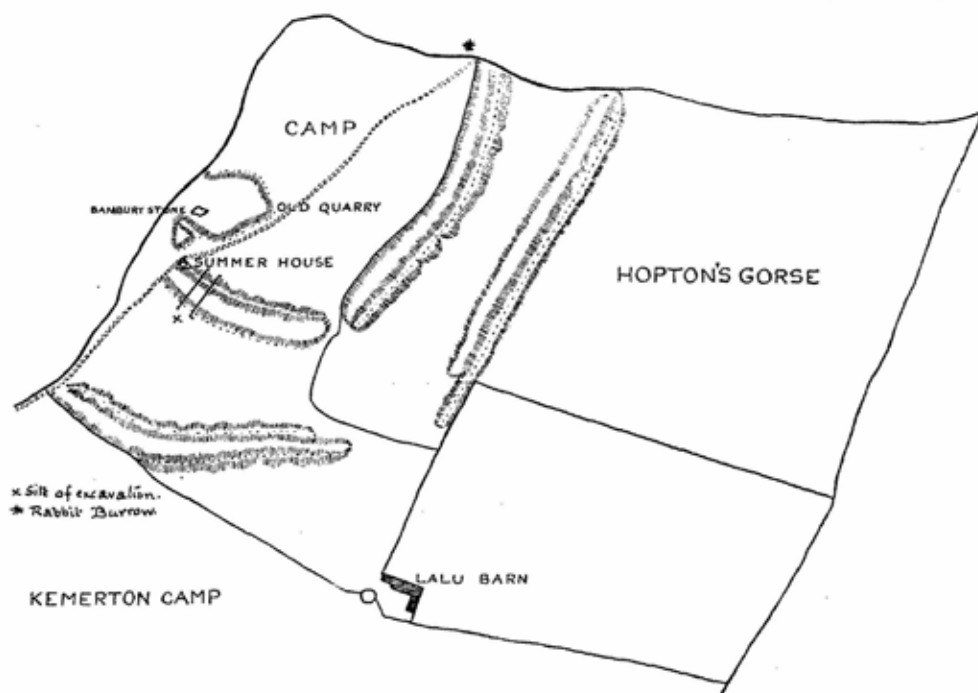 CAMP
BANBURY STONE
OLD QUARRY
SUMMER HOUSE
HOPTON'S GORSE
x
x Site of excavation.
* Rabbit Burrow.
LALU BARN
KEMERTON CAMP